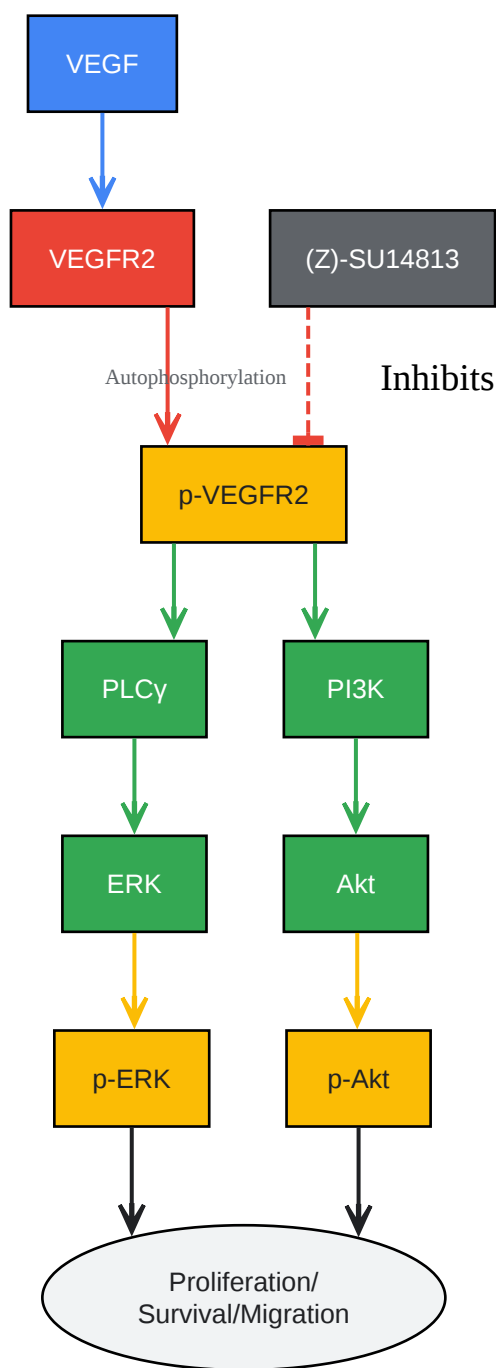 VEGF
VEGFR2
(Z)-SU14813
Autophosphorylation
Inhibits
p-VEGFR2
PLCγ
PI3K
ERK
Akt
p-ERK
p-Akt
Proliferation/
Survival/Migration